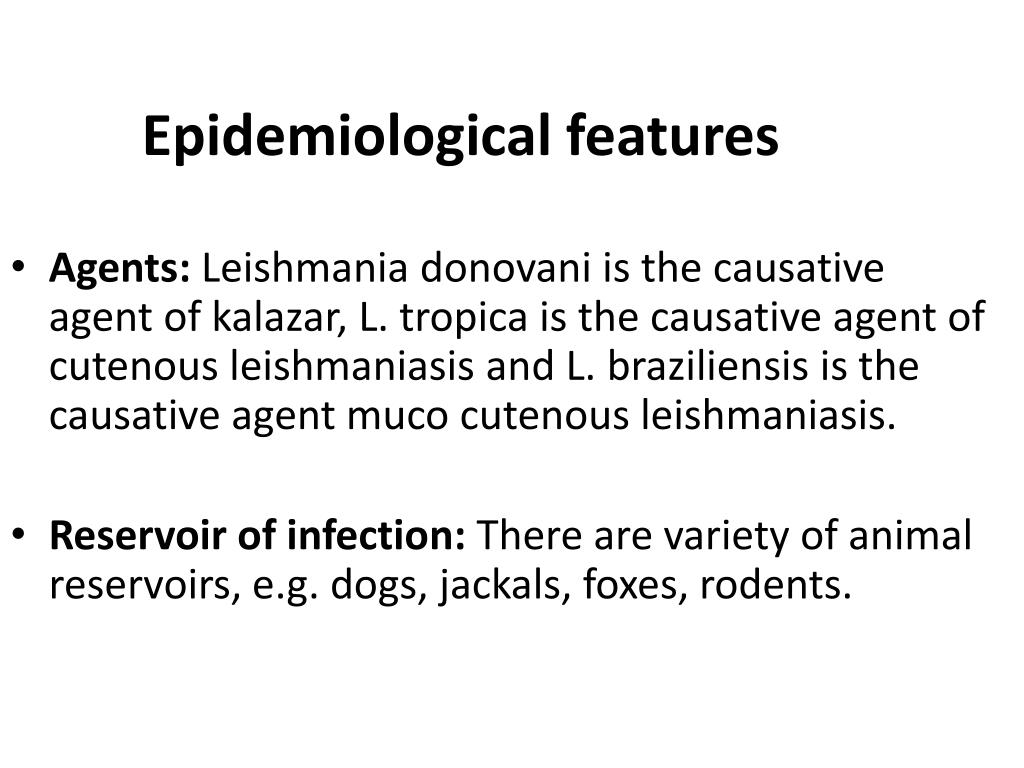 Epidemiological features
• Agents: Leishmania donovani is the causative
agent of kalazar, L. tropica is the causative agent of
cutenous leishmaniasis and L. braziliensis is the
causative agent muco cutenous leishmaniasis.
• Reservoir of infection: There are variety of animal
reservoirs, e.g. dogs, jackals, foxes, rodents.